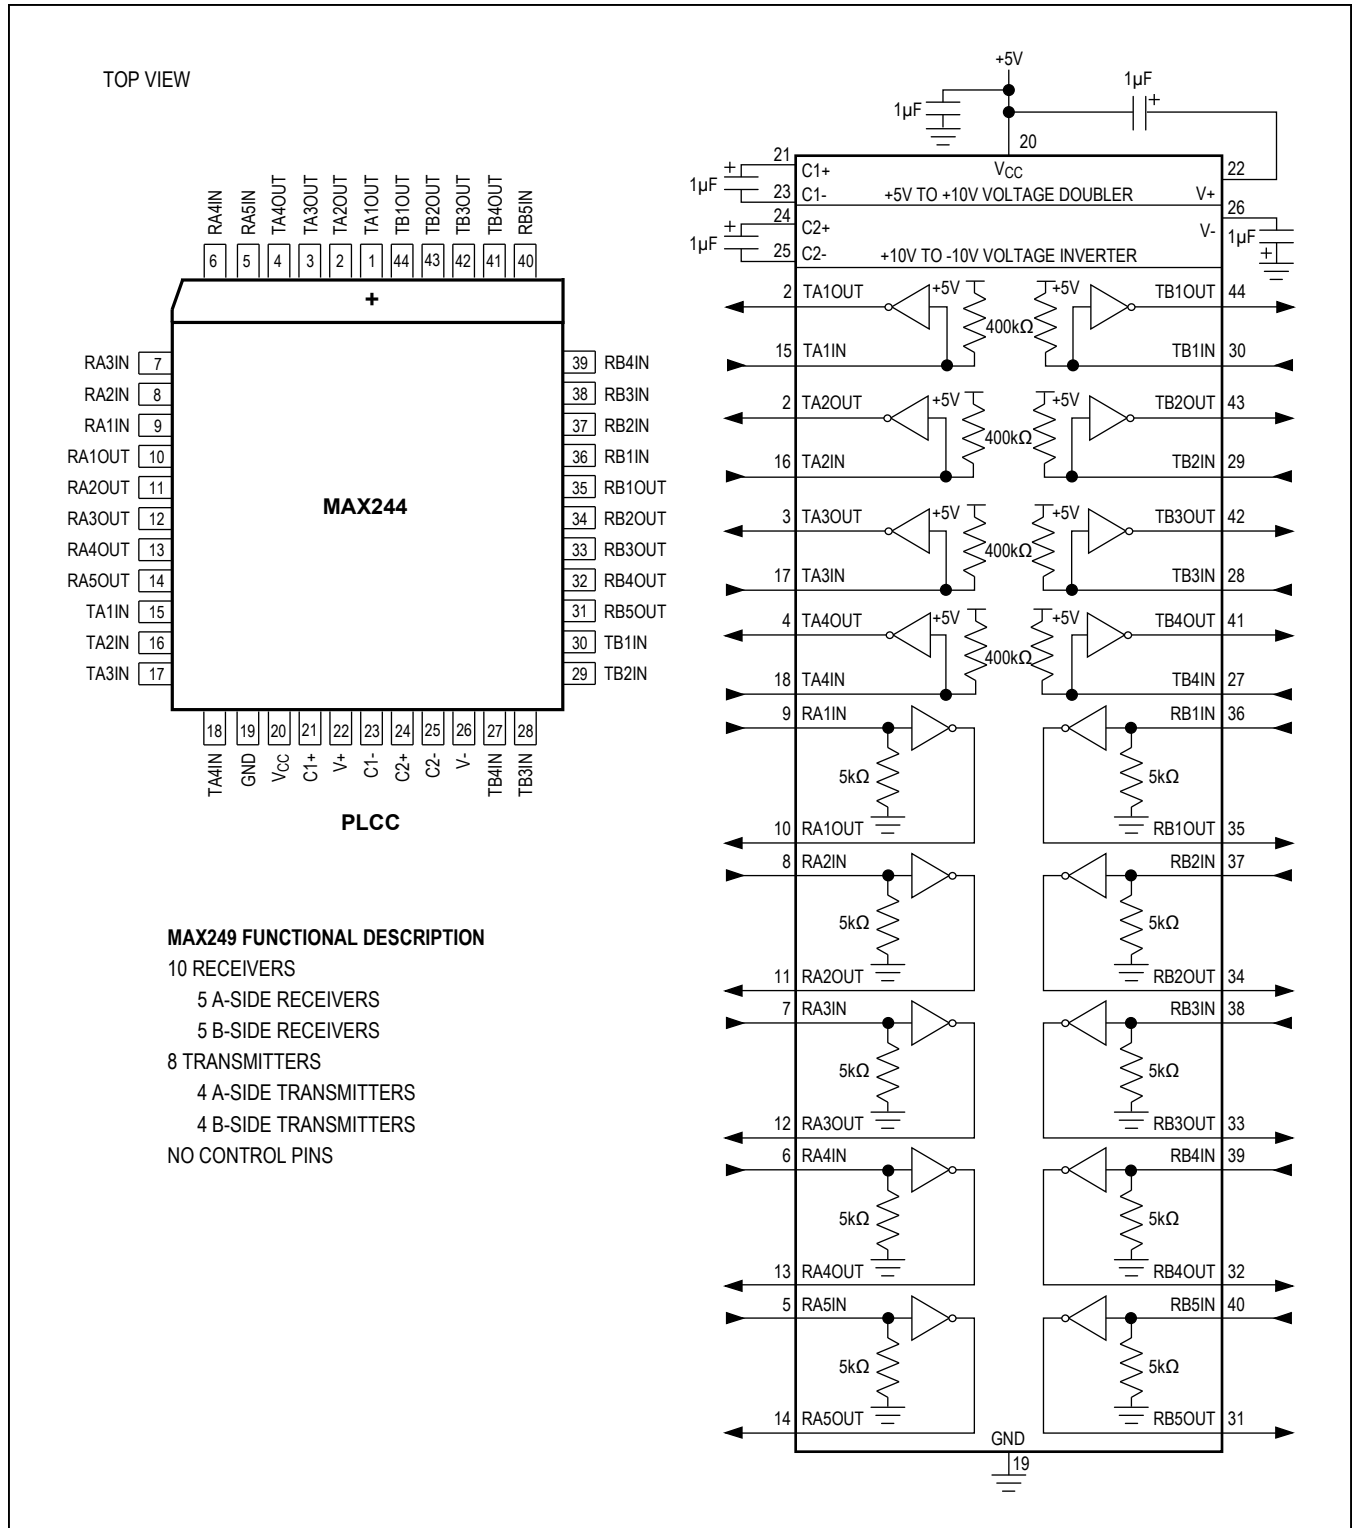 TOP VIEW
RA4IN
RA5IN
TA4OUT
TA3OUT
TA2OUT
TA1OUT
TB1OUT
TB2OUT
TB3OUT
TB4OUT
RB5IN
6 5 4 3 2 1 44 43 42 41 40
+
RA3IN 7
RA2IN 8
RA1IN 9
RA1OUT 10
RA2OUT 11
RA3OUT 12
RA4OUT 13
RA5OUT 14
TA1IN 15
TA2IN 16
TA3IN 17
MAX244
39 RB4IN
38 RB3IN
37 RB2IN
36 RB1IN
35 RB1OUT
34 RB2OUT
33 RB3OUT
32 RB4OUT
31 RB5OUT
30 TB1IN
29 TB2IN
18 19 20 21 22 23 24 25 26 27 28
TA4IN
GND
VCC
C1+
V+
C1-
C2+
C2-
V-
TB4IN
TB3IN
PLCC
MAX249 FUNCTIONAL DESCRIPTION
10 RECEIVERS
5 A-SIDE RECEIVERS
5 B-SIDE RECEIVERS
8 TRANSMITTERS
4 A-SIDE TRANSMITTERS
4 B-SIDE TRANSMITTERS
NO CONTROL PINS
+5V
1µF
1µF +
20
21 C1+ VCC 22
+ 1µF
23 C1- +5V TO +10V VOLTAGE DOUBLER V+
24 C2+ 26
+ 1µF V- 1µF +
25 C2- +10V TO -10V VOLTAGE INVERTER
2 TA1OUT +5V +5V TB1OUT 44
400kΩ
15 TA1IN TB1IN 30
2 TA2OUT +5V +5V TB2OUT 43
400kΩ
16 TA2IN TB2IN 29
3 TA3OUT +5V +5V TB3OUT 42
400kΩ
17 TA3IN TB3IN 28
4 TA4OUT +5V +5V TB4OUT 41
400kΩ
18 TA4IN TB4IN 27
9 RA1IN RB1IN 36
5kΩ 5kΩ
10 RA1OUT RB1OUT 35
8 RA2IN RB2IN 37
5kΩ 5kΩ
11 RA2OUT RB2OUT 34
7 RA3IN RB3IN 38
5kΩ 5kΩ
12 RA3OUT RB3OUT 33
6 RA4IN RB4IN 39
5kΩ 5kΩ
13 RA4OUT RB4OUT 32
5 RA5IN RB5IN 40
5kΩ 5kΩ
14 RA5OUT RB5OUT 31
GND
19